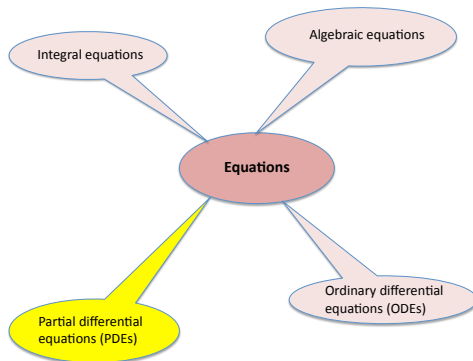 Algebraic equations
Integral equations
Equations
Ordinary differential
equations (ODEs)
Partial differential
equations (PDEs)